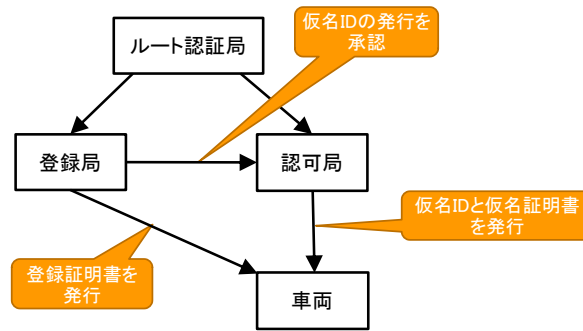 仮名IDの発行を
承認
ルート認証局
登録局
認可局
仮名IDと仮名証明書
を発行
登録証明書を
発行
車両